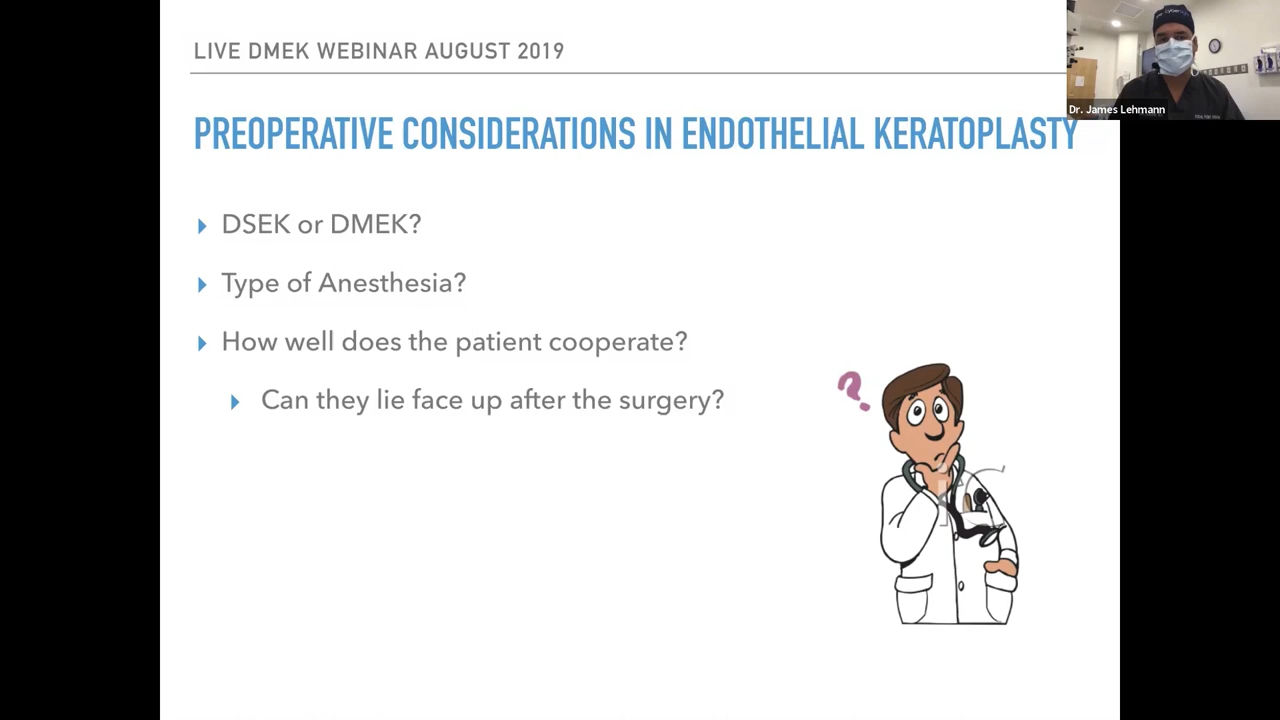 LIVE DMEK WEBINAR AUGUST 2019
Dr. James Lehmann
PREOPERATIVE CONSIDERATIONS IN ENDOTHELIAL KERATOPLASTY
DSEK or DMEK?
Type of Anesthesia?
How well does the patient cooperate?
Can they lie face up after the surgery?